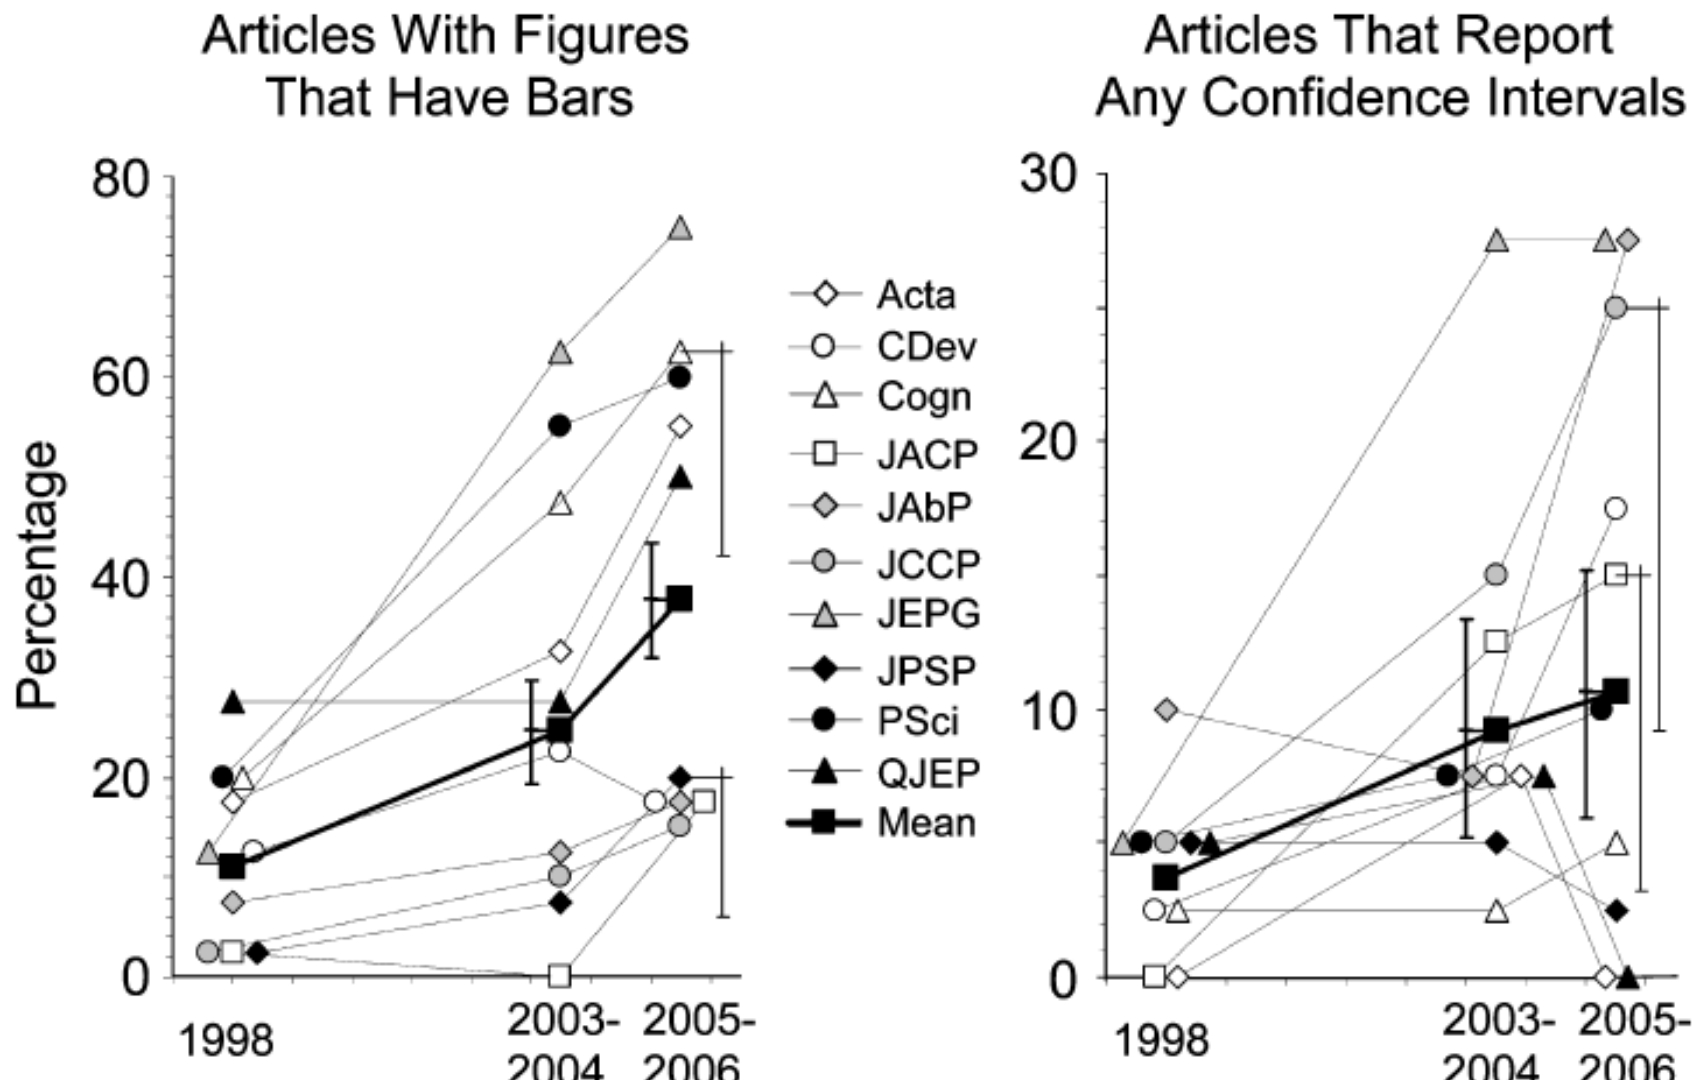 Articles With Figures
That Have Bars
Articles That Report
Any Confidence Intervals
Percentage
80
60
40
20
0
1998
2003-
2004
2005-
2006
Acta
CDev
Cogn
JACP
JAbP
JCCP
JEPG
JPSP
PSci
QJEP
Mean
30
20
10
0
1998
2003-
2004
2005-
2006